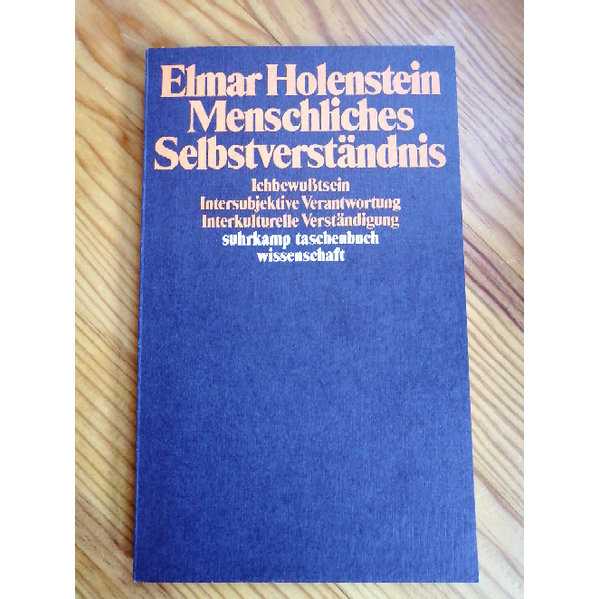 Elmar Holenstein
Menschliches
Selbstverständnis
Ichbewußtsein
Intersubjektive Verantwortung
Interkulturelle Verständigung
suhrkamp taschenbuch
wissenschaft